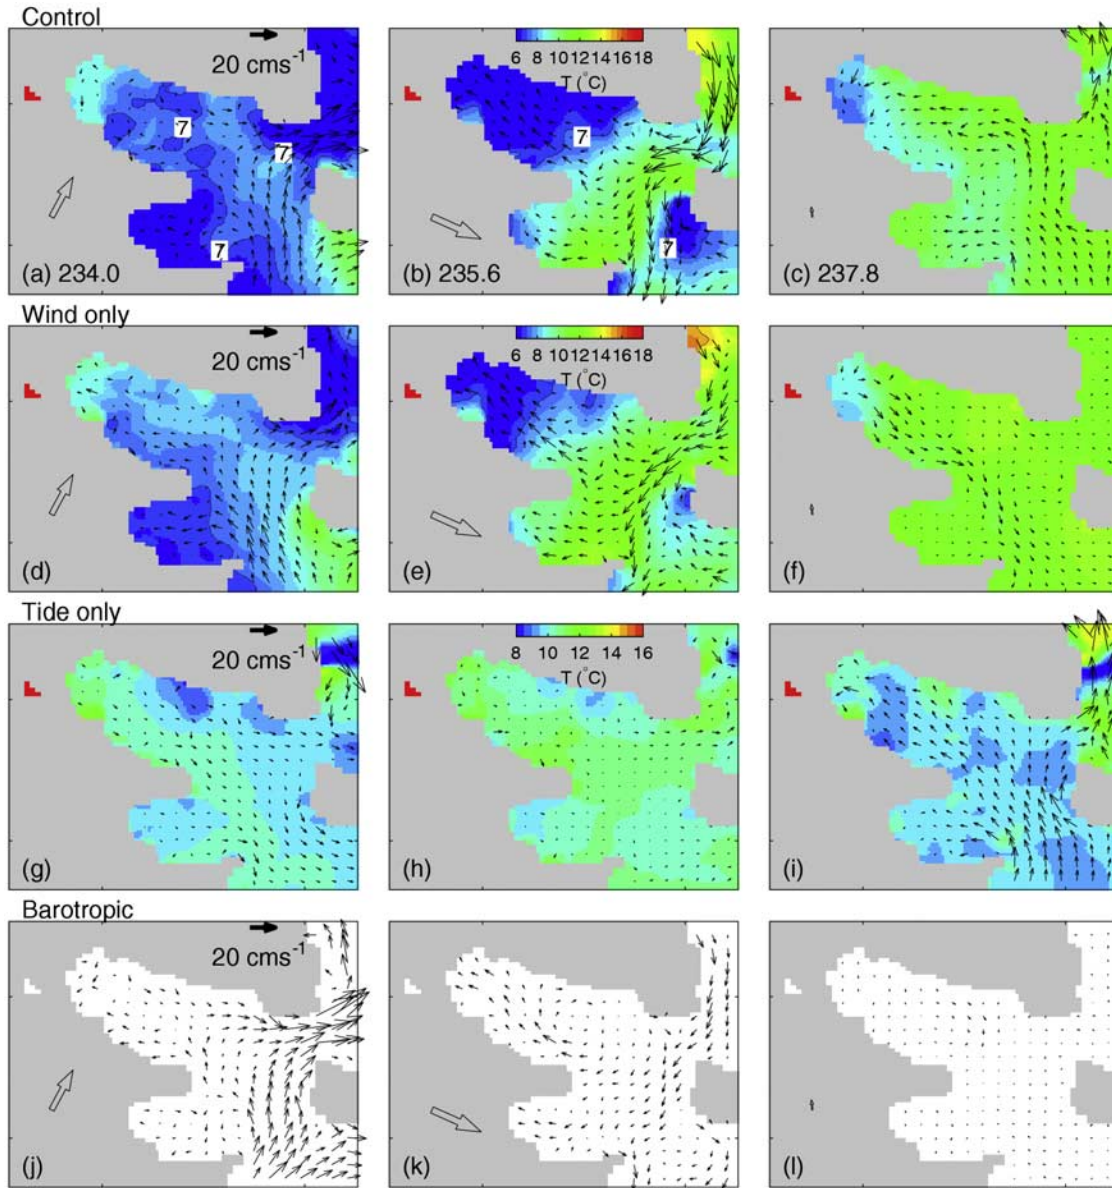 Control
20 cms-1
6 8 10 12 14 16 18
T (°C)
7
7
7
7
7
(a) 234.0
(b) 235.6
(c) 237.8
Wind only
20 cms-1
6 8 10 12 14 16 18
T (°C)
(d)
(e)
(f)
Tide only
20 cms-1
8 10 12 14 16
T (°C)
(g)
(h)
(i)
Barotropic
20 cms-1
(j)
(k)
(l)